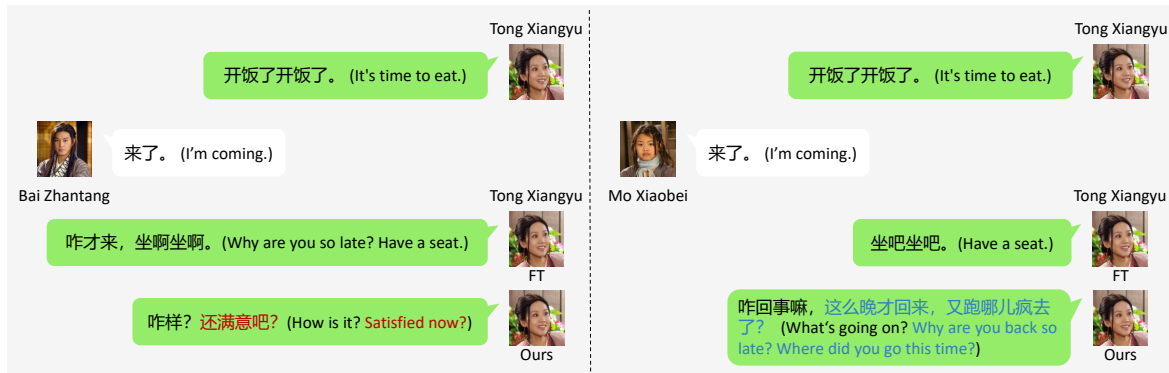 Tong Xiangyu
开饭了开饭了。(It's time to eat.)
来了。(I'm coming.)
Bai Zhantang
Tong Xiangyu
咋才来，坐啊坐啊。(Why are you so late? Have a seat.)
FT
咋样？还满意吧？(How is it? Satisfied now?)
Ours
Tong Xiangyu
开饭了开饭了。(It's time to eat.)
来了。(I'm coming.)
Mo Xiaobei
Tong Xiangyu
坐吧坐吧。(Have a seat.)
FT
咋回事嘛，这么晚才回来，又跑哪儿疯去
了？ (What‘s going on? Why are you back so
late? Where did you go this time?)
Ours